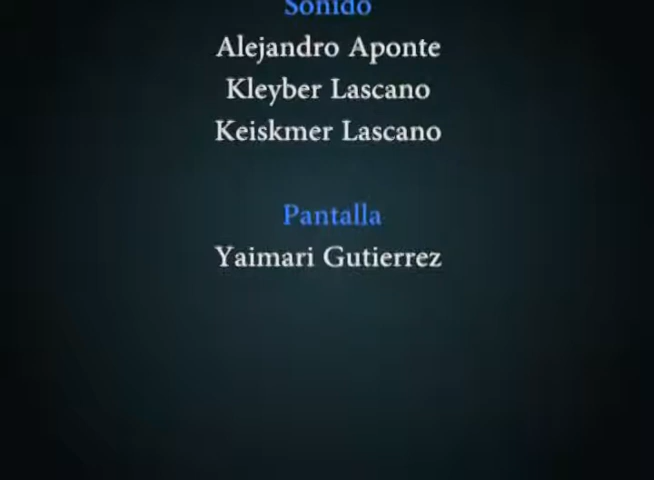 Sonido
Alejandro Aponte
Kleyber Lascano
Keiskmer Lascano
Pantalla
Yaimari Gutierrez